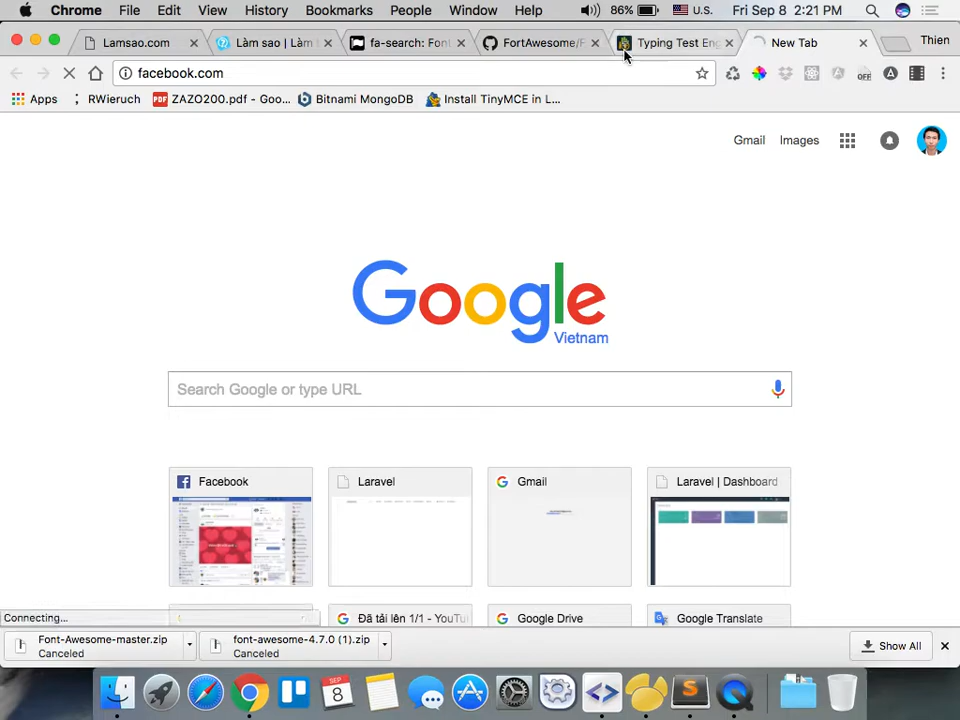 Chrome File Edit View History Bookmarks People Window Help 86% U.S. Fri Sep 8 2:21 PM
Lamsao.com Làm sao | Làm t fa-search: Font FortAwesome/F Typing Test Eng New Tab Thien
facebook.com
Apps RWieruch ZAZO200.pdf - Goo... Bitnami MongoDB Install TinyMCE in L...
OFF
Gmail Images
Google
Vietnam
Search Google or type URL
Facebook Laravel Gmail Laravel | Dashboard
Đã tải lên 1/1 - YouTu Google Drive Google Translate
Connecting...
Font-Awesome-master.zip
Canceled
font-awesome-4.7.0 (1).zip
Canceled
Show All
SEP
8